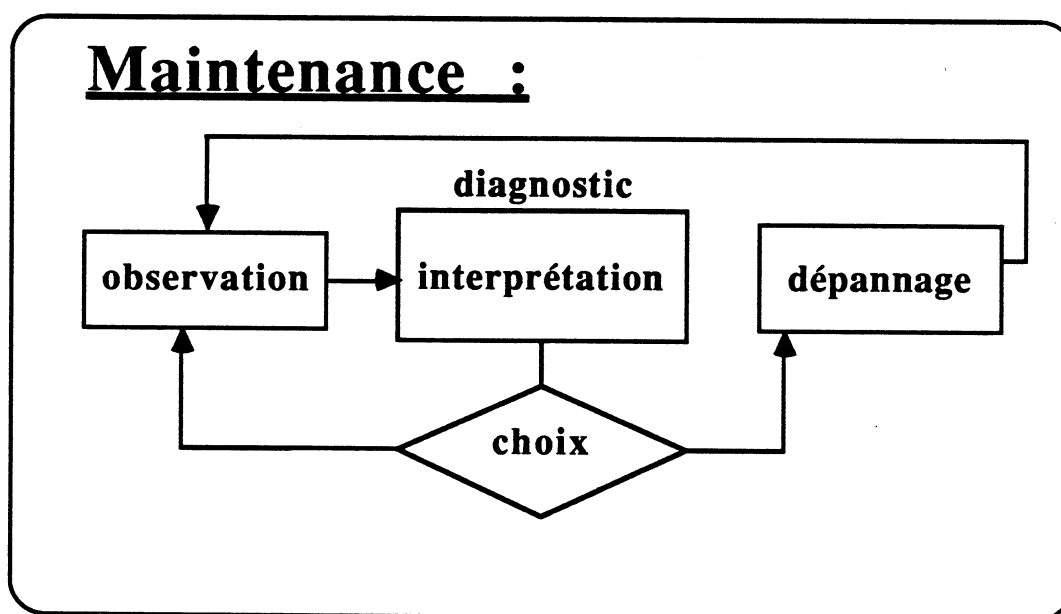 Maintenance :
diagnostic
observation
interprétation
dépannage
choix